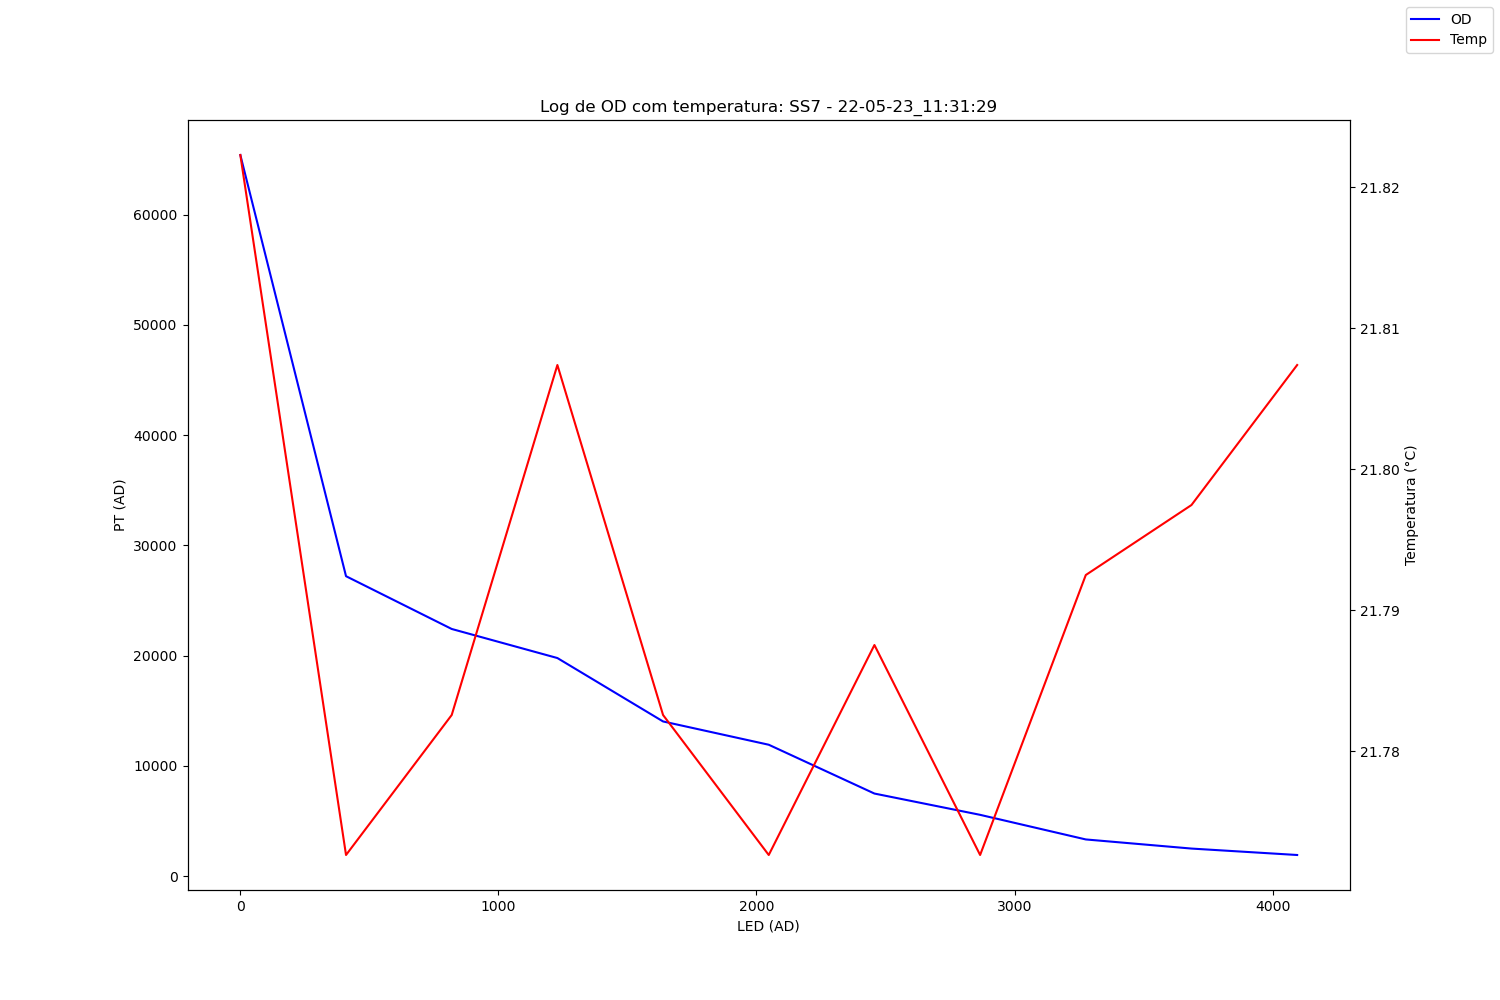 OD
Temp
Log de OD com temperatura: SS7 - 22-05-23_11:31:29
60000
50000
40000
30000
20000
10000
0
PT (AD)
21.82
21.81
21.80
21.79
21.78
Temperatura (°C)
0 1000 2000 3000 4000
LED (AD)